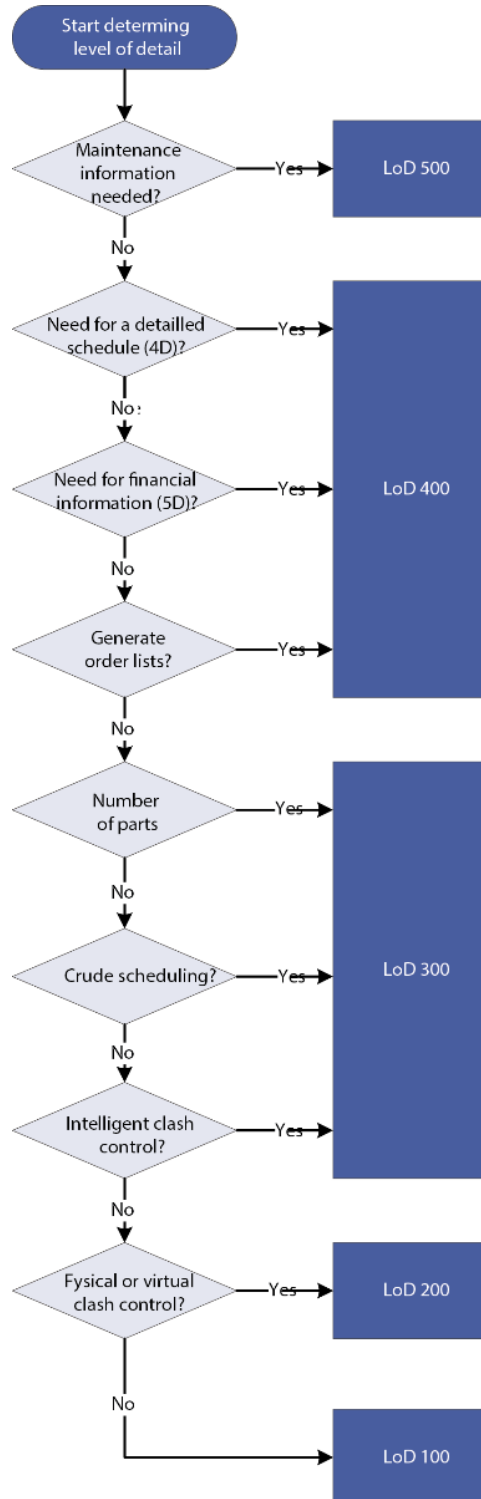 Start determining
level of detail
Maintenance
information
needed?
Yes
LoD 500
No
Need for a detailled
schedule (4D)?
Yes
No
Need for financial
information (5D)?
Yes
LoD 400
No
Generate
order lists?
Yes
No
Number
of parts
Yes
No
Crude scheduling?
Yes
LoD 300
No
Intelligent clash
control?
Yes
No
Fysical or virtual
clash control?
Yes
LoD 200
No
LoD 100